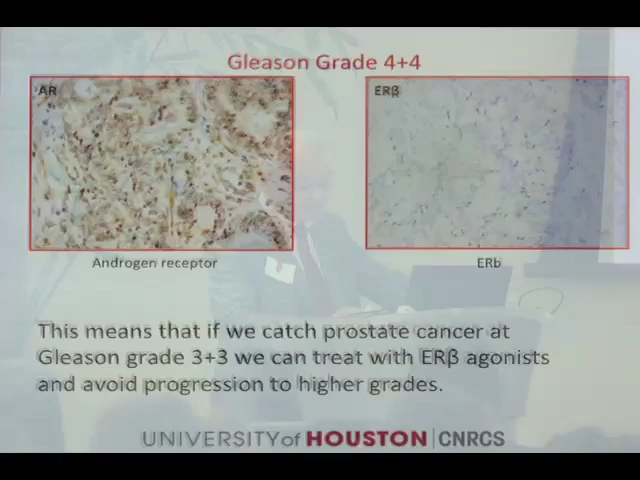 Gleason Grade 4+4
AR
ERβ
Androgen receptor
ERb
This means that if we catch prostate cancer at
Gleason grade 3+3 we can treat with ERβ agonists
and avoid progression to higher grades.
UNIVERSITY of HOUSTON | CNRCS